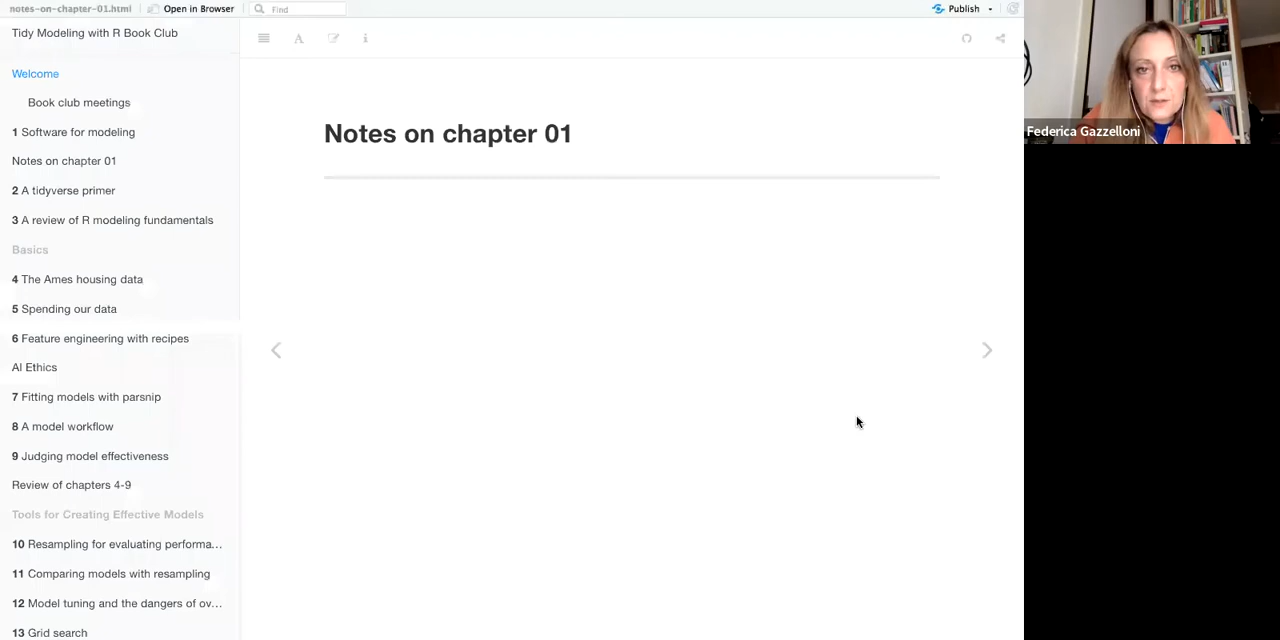 notes-on-chapter-01.html
Open in Browser
Find
Publish
Tidy Modeling with R Book Club
Welcome
Book club meetings
1 Software for modeling
Notes on chapter 01
2 A tidyverse primer
3 A review of R modeling fundamentals
Basics
4 The Ames housing data
5 Spending our data
6 Feature engineering with recipes
AI Ethics
7 Fitting models with parsnip
8 A model workflow
9 Judging model effectiveness
Review of chapters 4-9
Tools for Creating Effective Models
10 Resampling for evaluating performa...
11 Comparing models with resampling
12 Model tuning and the dangers of ov...
13 Grid search
Notes on chapter 01
Federica Gazzelloni